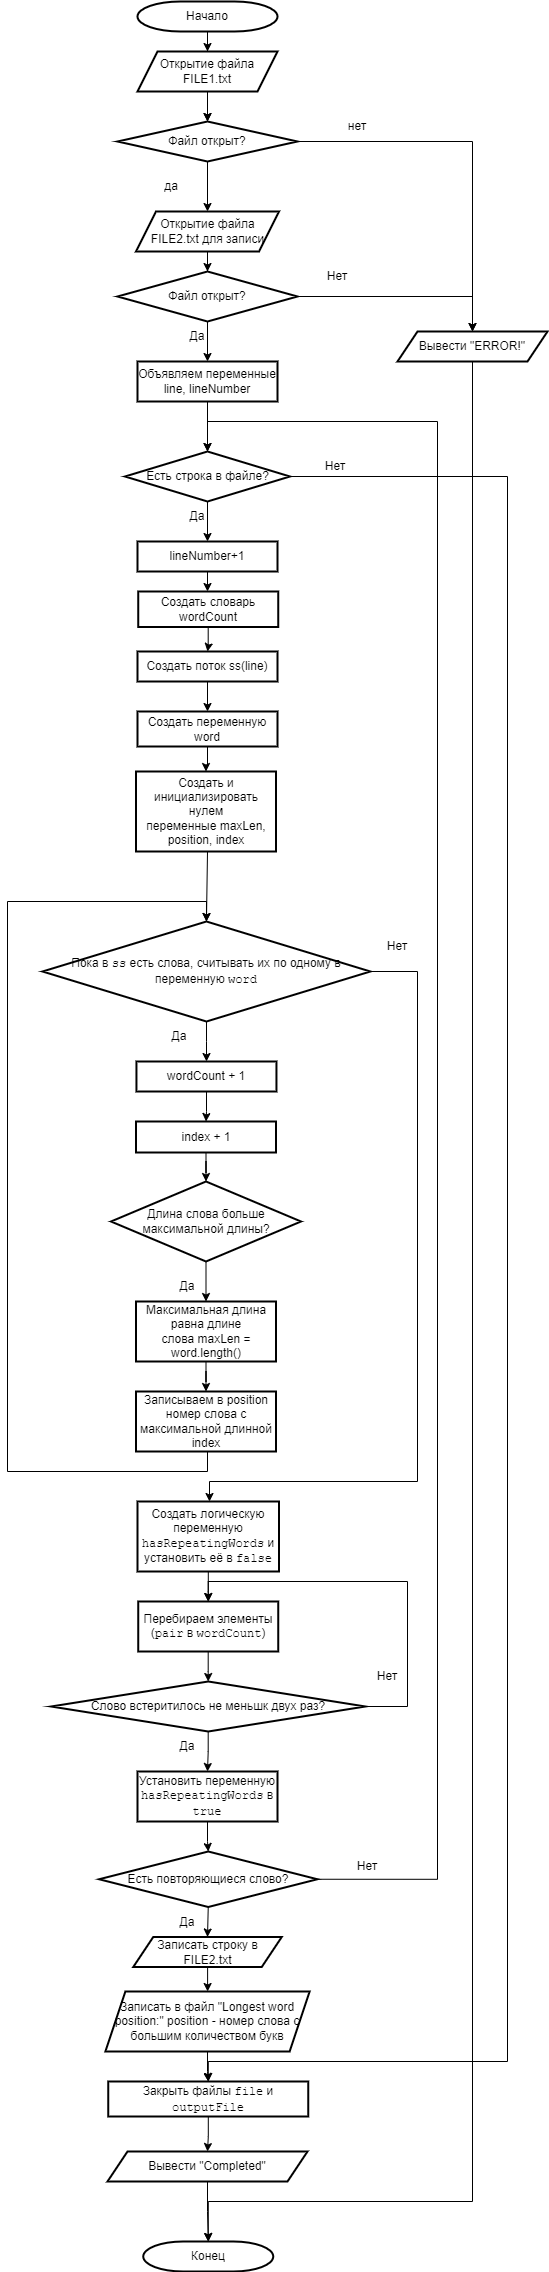 Начало
Открытие файла
FILE1.txt
Файл открыт?
нет
да
Открытие файла
FILE2.txt для записи
Файл открыт?
Нет
Да
Вывести "ERROR!"
Объявляем переменные
line, lineNumber
Есть строка в файле?
Нет
Да
lineNumber+1
Создать словарь
wordCount
Создать поток ss(line)
Создать переменную
word
Создать и
инициализировать
нулем
переменные maxLen,
position, index
Нет
Пока в ss есть слова, считывать их по одному в
переменную word
Да
wordCount + 1
index + 1
Длина слова больше
максимальной длины?
Да
Максимальная длина
равна длине
слова maxLen =
word.length()
Записываем в position
номер слова с
максимальной длинной
index
Создать логическую
переменную
hasRepeatingWords и
установить её в false
Перебираем элементы
(pair в wordCount)
Нет
Слово встеритилось не меньшк двух раз?
Да
Установить переменную
hasRepeatingWords в
true
Есть повторяющиеся слово?
Нет
Да
Записать строку в
FILE2.txt
Записать в файл "Longest word
position:" position - номер слова с
большим количеством букв
Закрыть файлы file и
outputFile
Вывести "Completed"
Конец